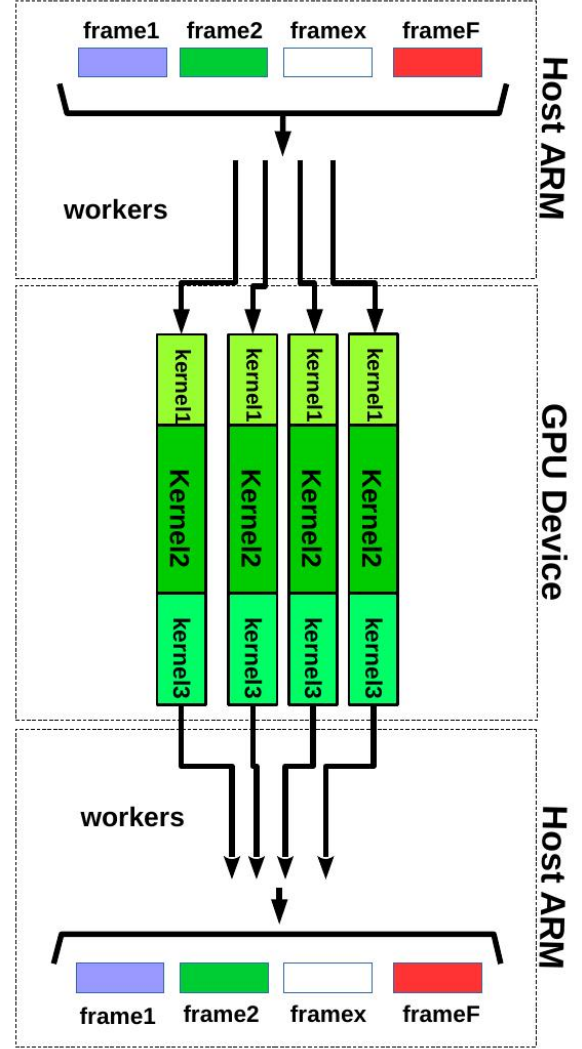 frame1 frame2 framex frameF
Host ARM
workers
kernel1 kernel1 kernel1 kernel1
Kernel2 Kernel2 Kernel2 Kernel2
kernel3 kernel3 kernel3 kernel3
GPU Device
workers
Host ARM
frame1 frame2 framex frameF